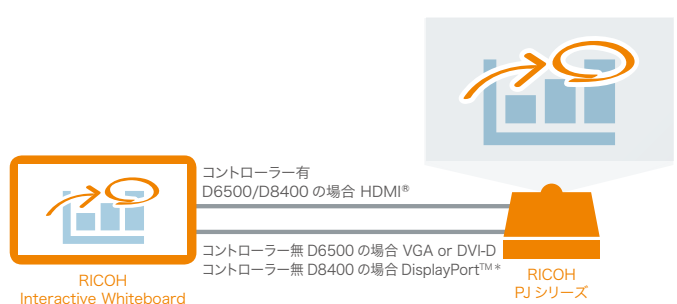 コントローラー有
D6500/D8400 の場合 HDMI®
コントローラー無 D6500 の場合 VGA or DVI-D
コントローラー無 D8400 の場合 DisplayPort™*
RICOH
Interactive Whiteboard
RICOH
PJ シリーズ